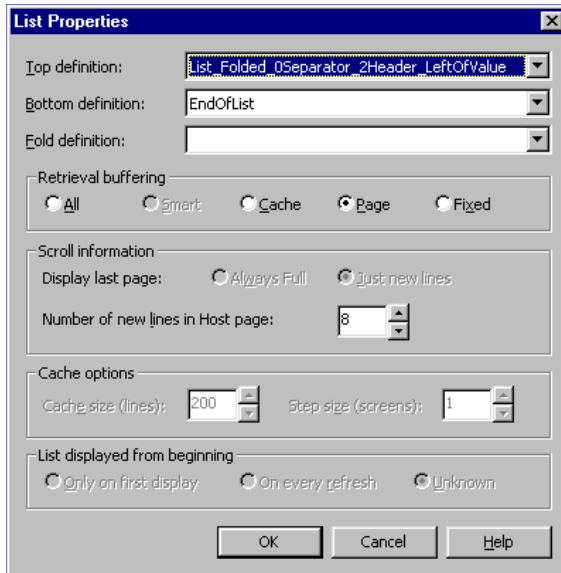 List Properties
Top definition: List_Folded_0Separator_2Header_LeftOfValue
Bottom definition: EndOfList
Fold definition:
Retrieval buffering
All Smart Cache Page Fixed
Scroll information
Display last page: Always Full Just new lines
Number of new lines in Host page: 8
Cache options
Cache size (lines): 200 Step size (screens): 1
List displayed from beginning
Only on first display On every refresh Unknown
OK Cancel Help